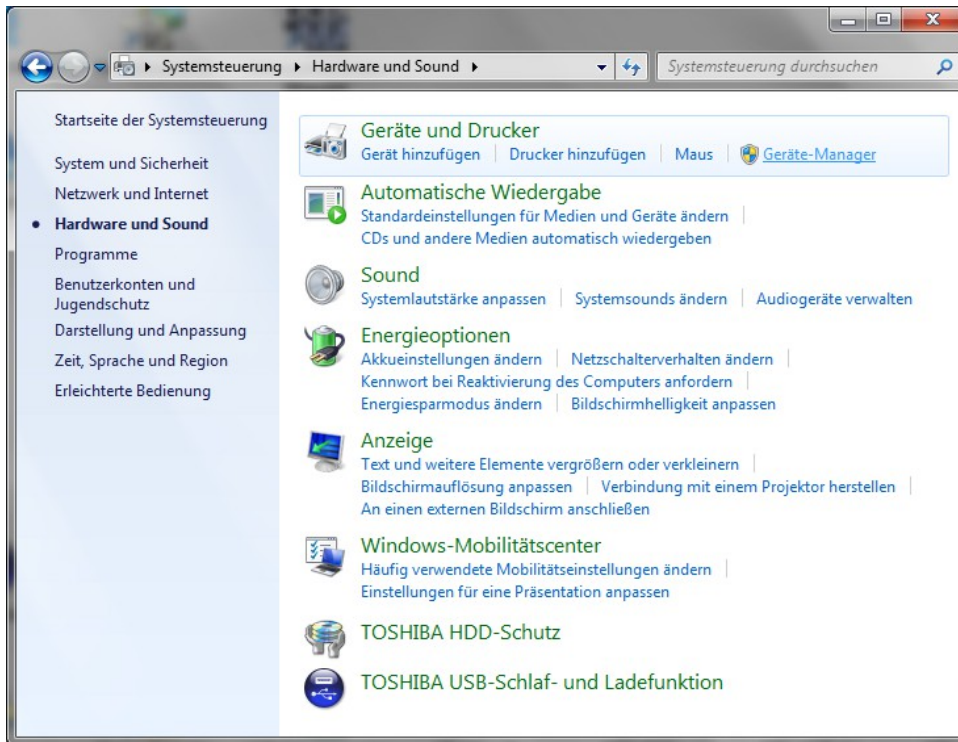 Systemsteuerung Hardware und Sound
Systemsteuerung durchsuchen
Startseite der Systemsteuerung
System und Sicherheit
Netzwerk und Internet
Hardware und Sound
Programme
Benutzerkonten und
Jugendschutz
Darstellung und Anpassung
Zeit, Sprache und Region
Erleichterte Bedienung
Geräte und Drucker
Gerät hinzufügen Drucker hinzufügen Maus Geräte-Manager
Automatische Wiedergabe
Standardeinstellungen für Medien und Geräte ändern
CDs und andere Medien automatisch wiedergeben
Sound
Systemlautstärke anpassen Systemsounds ändern Audiogeräte verwalten
Energieoptionen
Akkueinstellungen ändern Netzschalterverhalten ändern
Kennwort bei Reaktivierung des Computers anfordern
Energiesparmodus ändern Bildschirmhelligkeit anpassen
Anzeige
Text und weitere Elemente vergrößern oder verkleinern
Bildschirmauflösung anpassen Verbindung mit einem Projektor herstellen
An einen externen Bildschirm anschließen
Windows-Mobilitätscenter
Häufig verwendete Mobilitätseinstellungen ändern
Einstellungen für eine Präsentation anpassen
TOSHIBA HDD-Schutz
TOSHIBA USB-Schlaf- und Ladefunktion